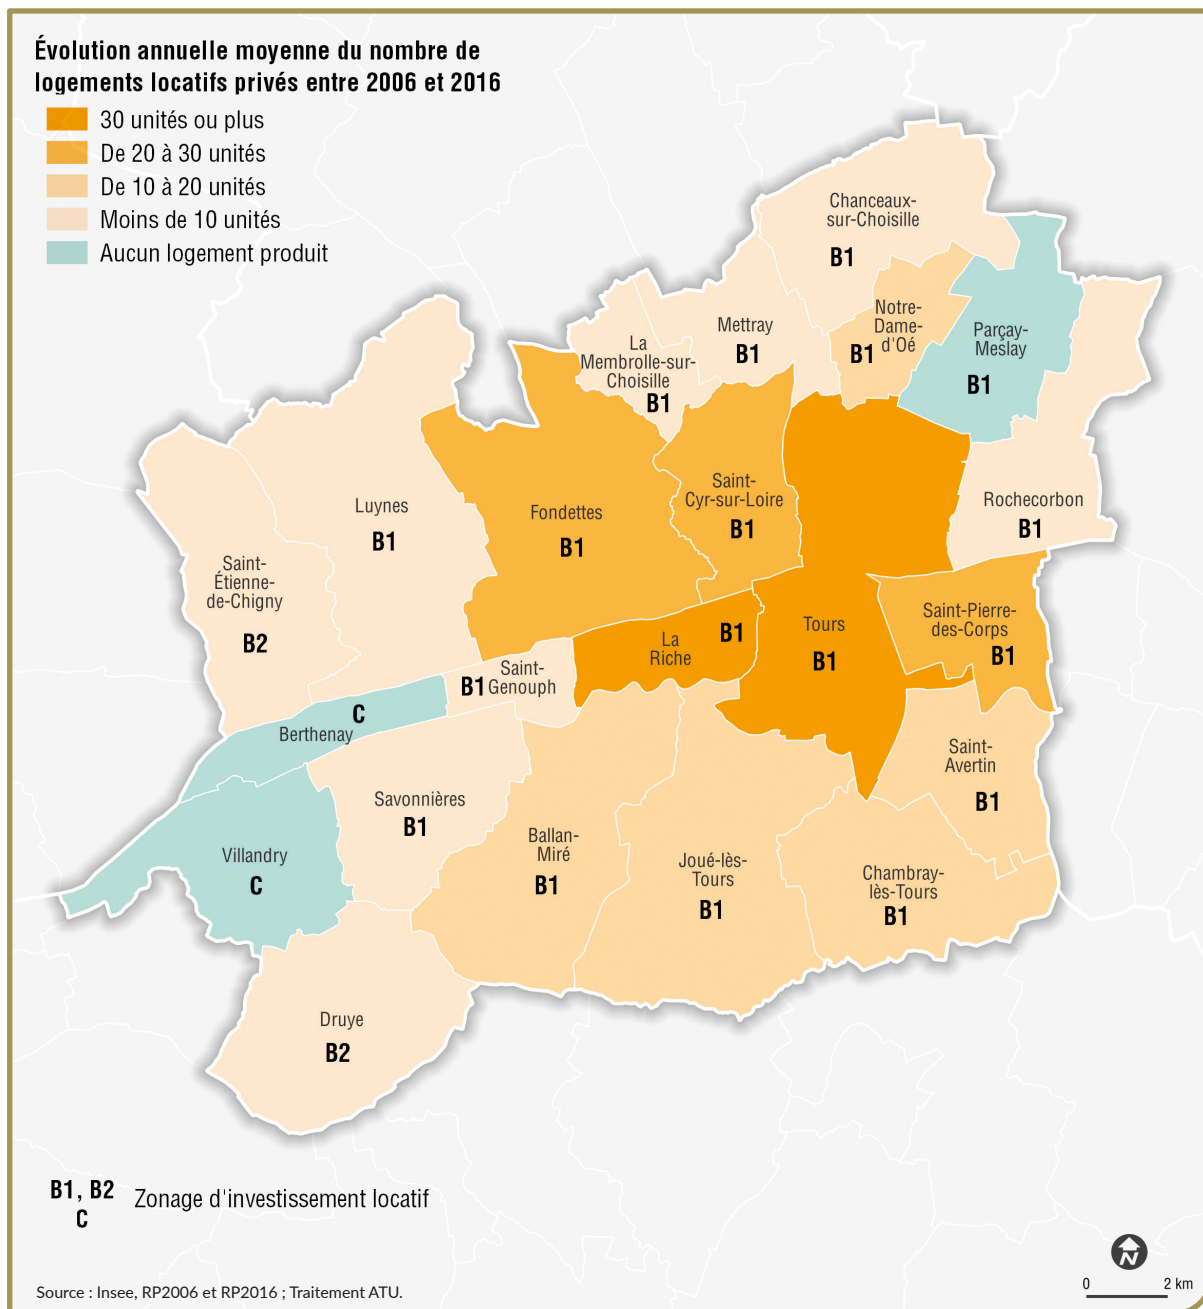 Évolution annuelle moyenne du nombre de
logements locatifs privés entre 2006 et 2016
30 unités ou plus
De 20 à 30 unités
De 10 à 20 unités
Moins de 10 unités
Aucun logement produit
Chanceaux-
sur-Choisille
B1
Notre-
Dame-
d'Oé
B1
Parçay-
Meslay
B1
Mettray
B1
La
Membrolle-sur-
Choisille
B1
Rochecorbon
B1
Saint-
Cyr-sur-Loire
B1
Luynes
B1
Fondettes
B1
Saint-
Étienne-
de-Chigny
B2
Saint-Pierre-
des-Corps
B1
Tours
B1
La
Riche
B1
Saint-
Genouph
B1
C
Berthenay
Saint-
Avertin
B1
Savonnières
B1
Ballan-
Miré
B1
Villandry
C
Joué-lès-
Tours
B1
Chambray-
lès-Tours
B1
Druye
B2
B1, B2
C
Zonage d'investissement locatif
N
0 2 km
Source : Insee, RP2006 et RP2016 ; Traitement ATU.